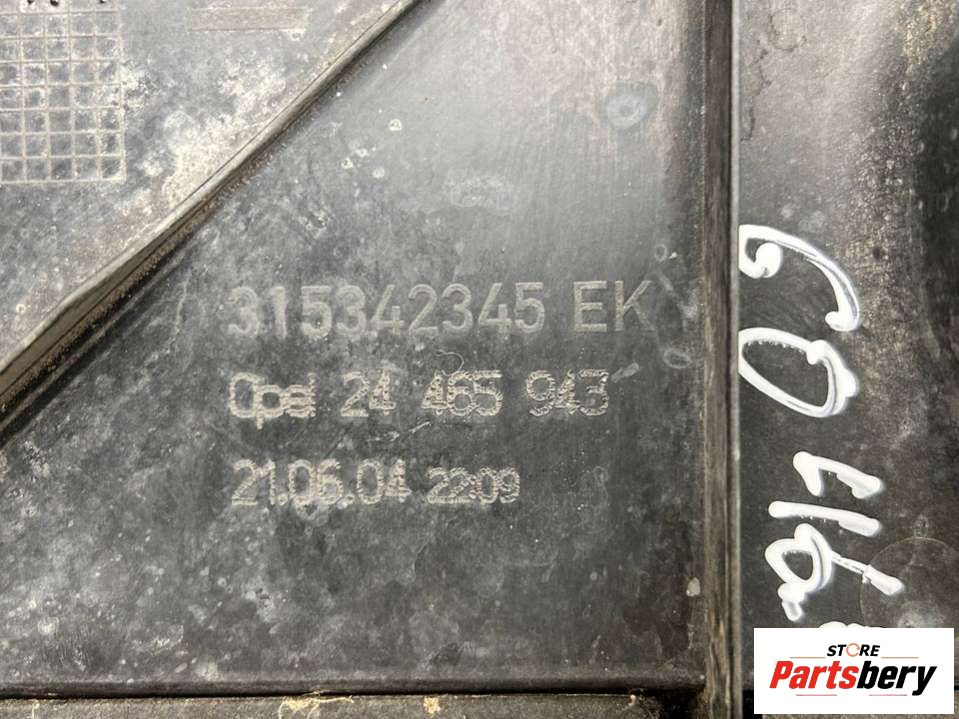 315342345 EK
Opel 24 465 943
21.06.04 22:09
STORE
Partsbery